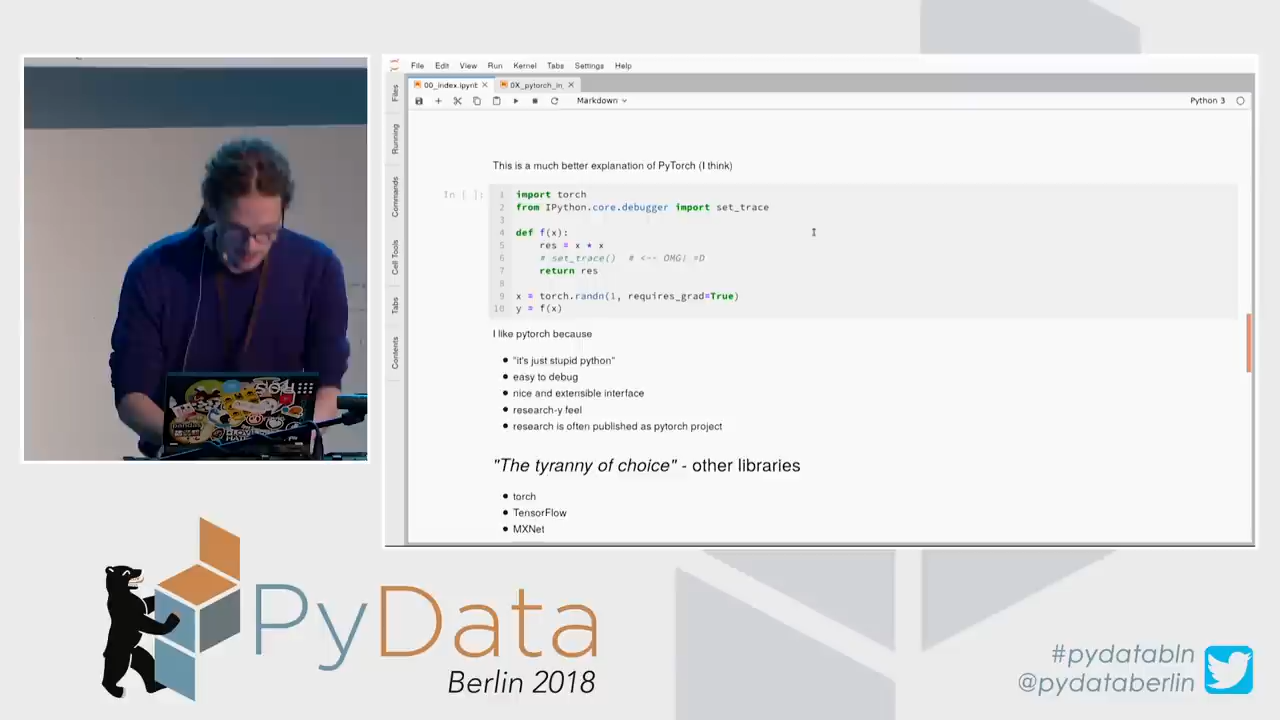 File Edit View Run Kernel Tabs Settings Help
00_index.ipynb
0X_pytorch_in
Markdown
Python 3
Files
Running
Commands
Cell Tools
Tabs
Contents
This is a much better explanation of PyTorch (I think)
In [ ]:
1 import torch
2 from IPython.core.debugger import set_trace
3
4 def f(x):
5 res = x * x
6 # set_trace() # <-- OMG! =D
7 return res
8
9 x = torch.randn(1, requires_grad=True)
10 y = f(x)
I like pytorch because
"it's just stupid python"
easy to debug
nice and extensible interface
research-y feel
research is often published as pytorch project
"The tyranny of choice" - other libraries
torch
TensorFlow
MXNet
pandas
PyData
Berlin 2018
#pydatabln
@pydataberlin